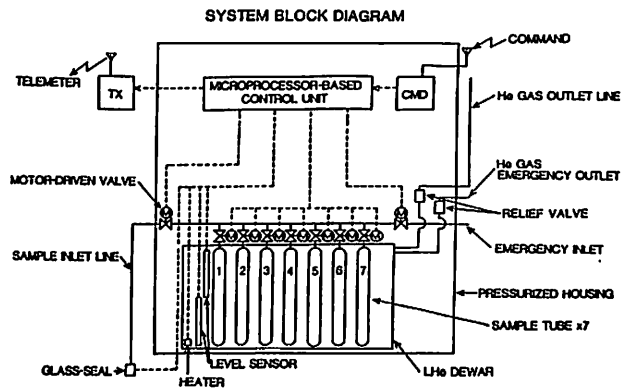 SYSTEM BLOCK DIAGRAM
COMMAND
TELEMETER
TX
MICROPROCESSOR-BASED
CONTROL UNIT
CMD
He GAS OUTLET LINE
He GAS
EMERGENCY OUTLET
MOTOR-DRIVEN VALVE
RELIEF VALVE
SAMPLE INLET LINE
EMERGENCY INLET
1 2 3 4 5 6 7
PRESSURIZED HOUSING
SAMPLE TUBE x7
GLASS-SEAL
LEVEL SENSOR
HEATER
LHe DEWAR